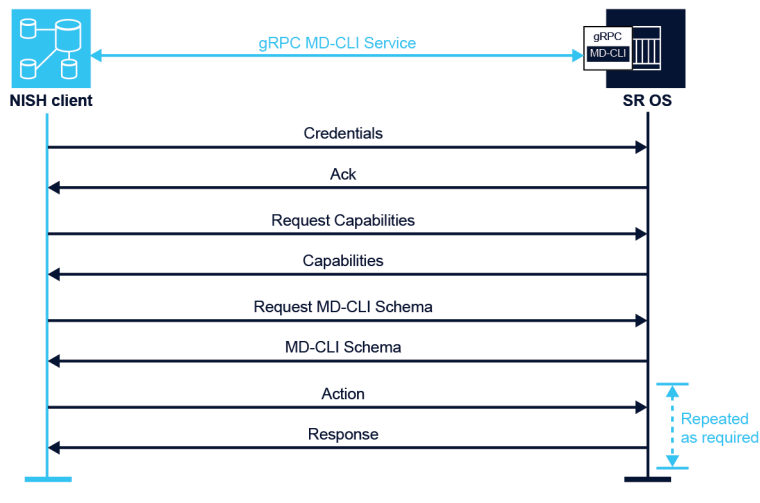 gRPC MD-CLI Service
gRPC
MD-CLI
NISH client
SR OS
Credentials
Ack
Request Capabilities
Capabilities
Request MD-CLI Schema
MD-CLI Schema
Action
Response
Repeated
as required